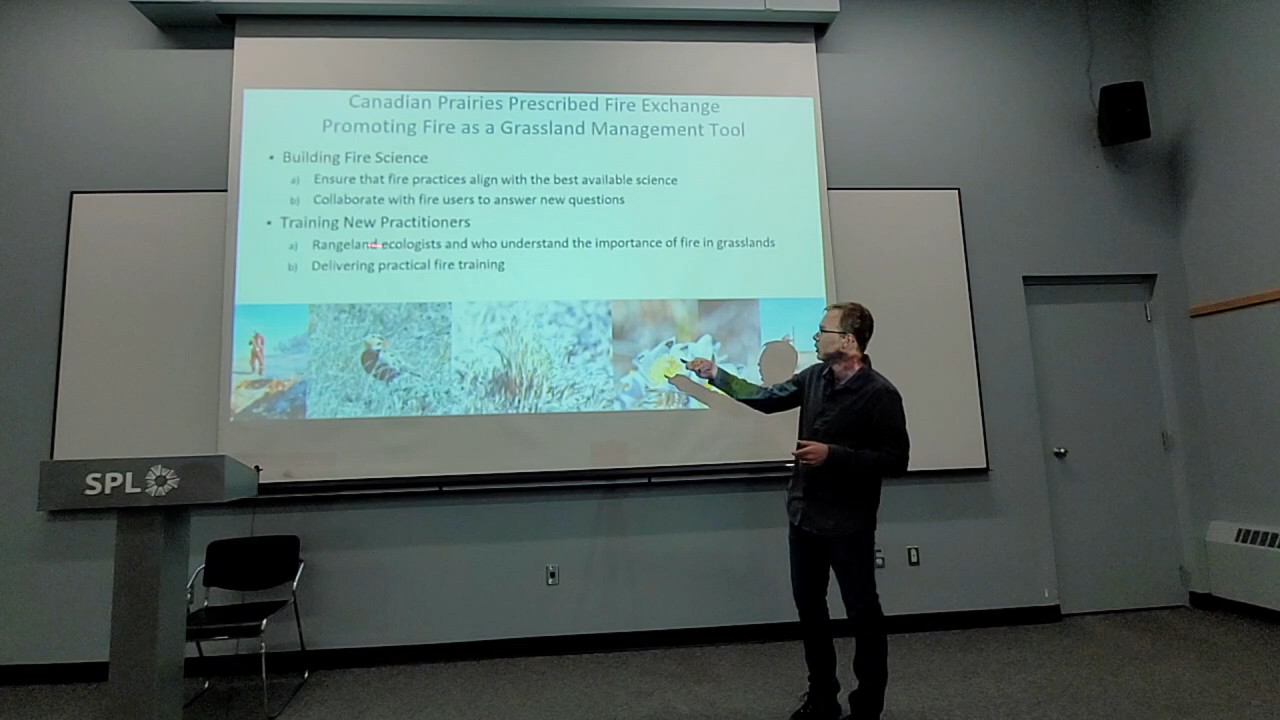 Canadian Prairies Prescribed Fire Exchange
Promoting Fire as a Grassland Management Tool
• Building Fire Science
a) Ensure that fire practices align with the best available science
b) Collaborate with fire users to answer new questions
• Training New Practitioners
a) Rangeland ecologists and who understand the importance of fire in grasslands
b) Delivering practical fire training
SPL